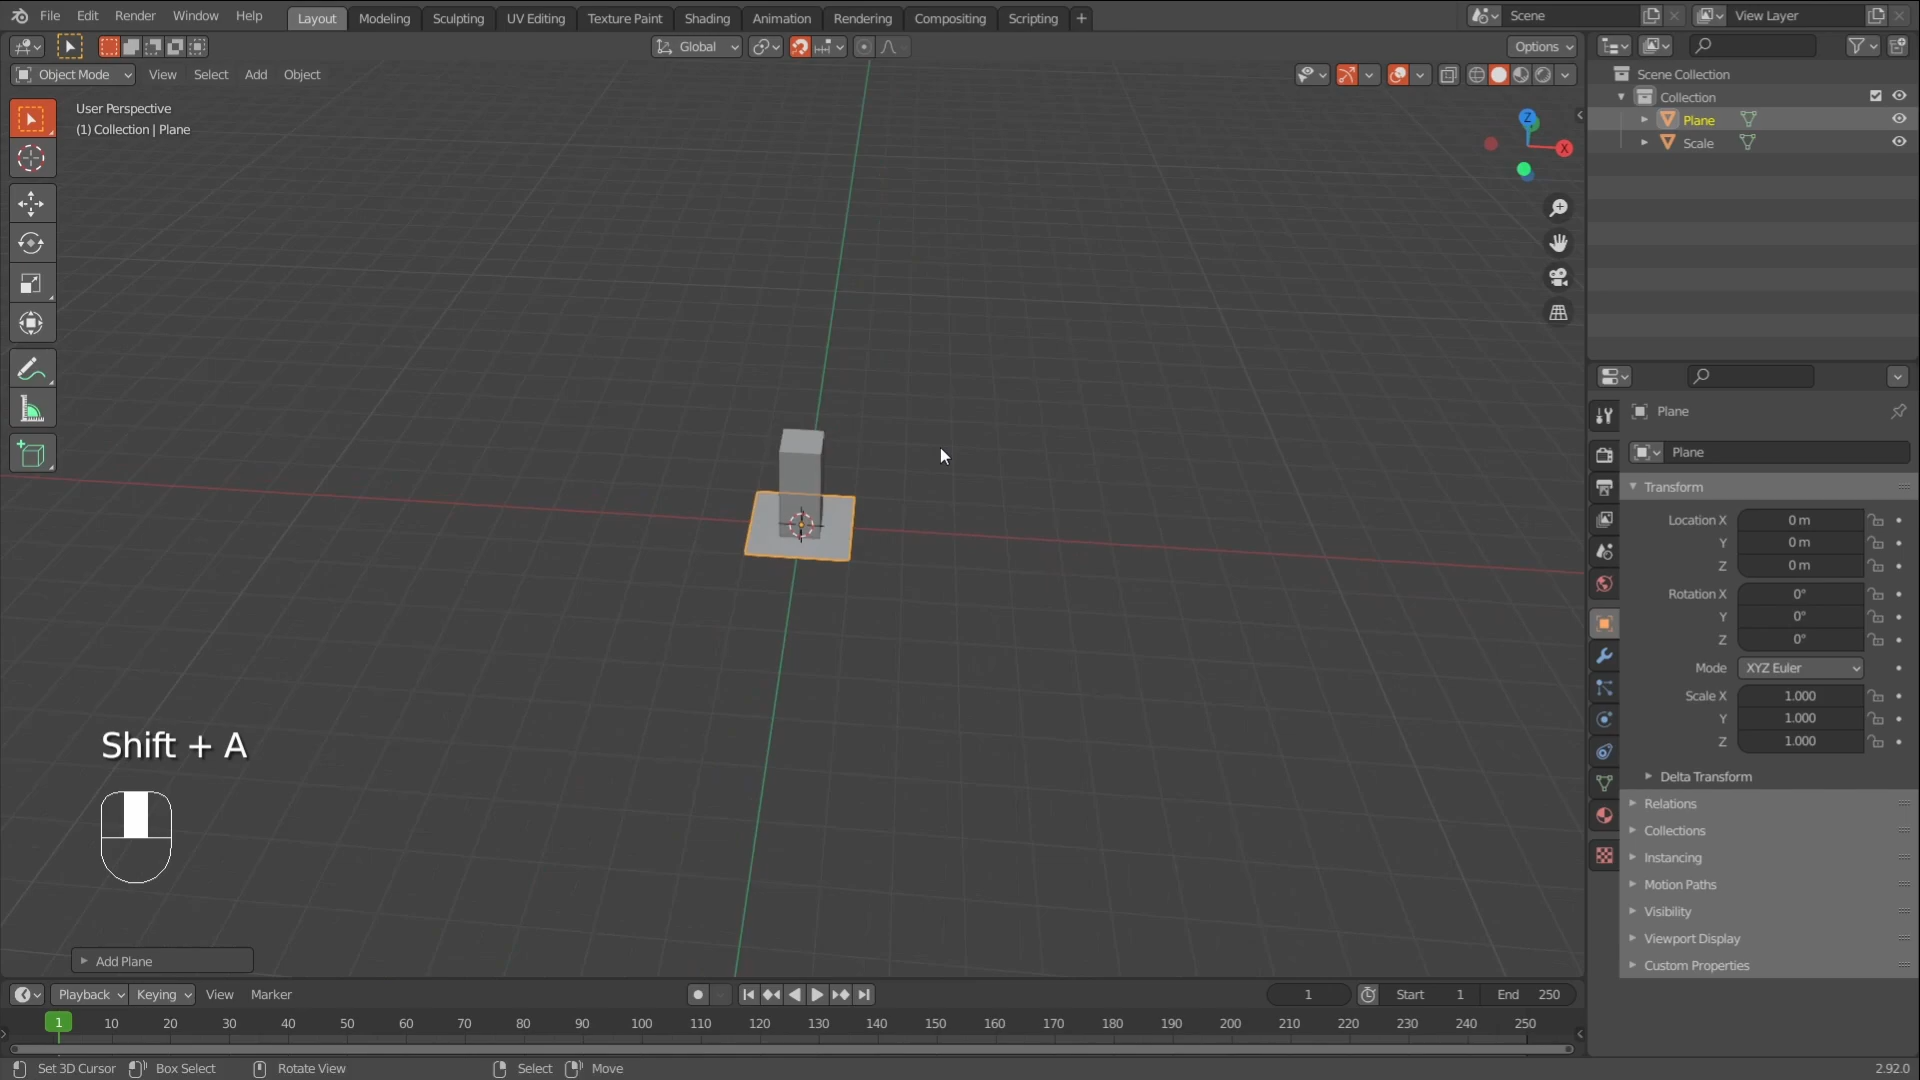 File Edit Render Window Help Layout Modeling Sculpting UV Editing Texture Paint Shading Animation Rendering Compositing Scripting + Scene View Layer
Global Options
Object Mode View Select Add Object
User Perspective
(1) Collection | Plane
Z
X
Scene Collection
Collection
Plane
Scale
Plane
Plane
Transform
Location X 0 m
Y 0 m
Z 0 m
Rotation X 0°
Y 0°
Z 0°
Mode XYZ Euler
Scale X 1.000
Y 1.000
Z 1.000
Delta Transform
Relations
Collections
Instancing
Motion Paths
Visibility
Viewport Display
Custom Properties
Shift + A
Add Plane
Playback Keying View Marker 1 Start 1 End 250
1 10 20 30 40 50 60 70 80 90 100 110 120 130 140 150 160 170 180 190 200 210 220 230 240 250
Set 3D Cursor Box Select Rotate View Select Move 2.92.0